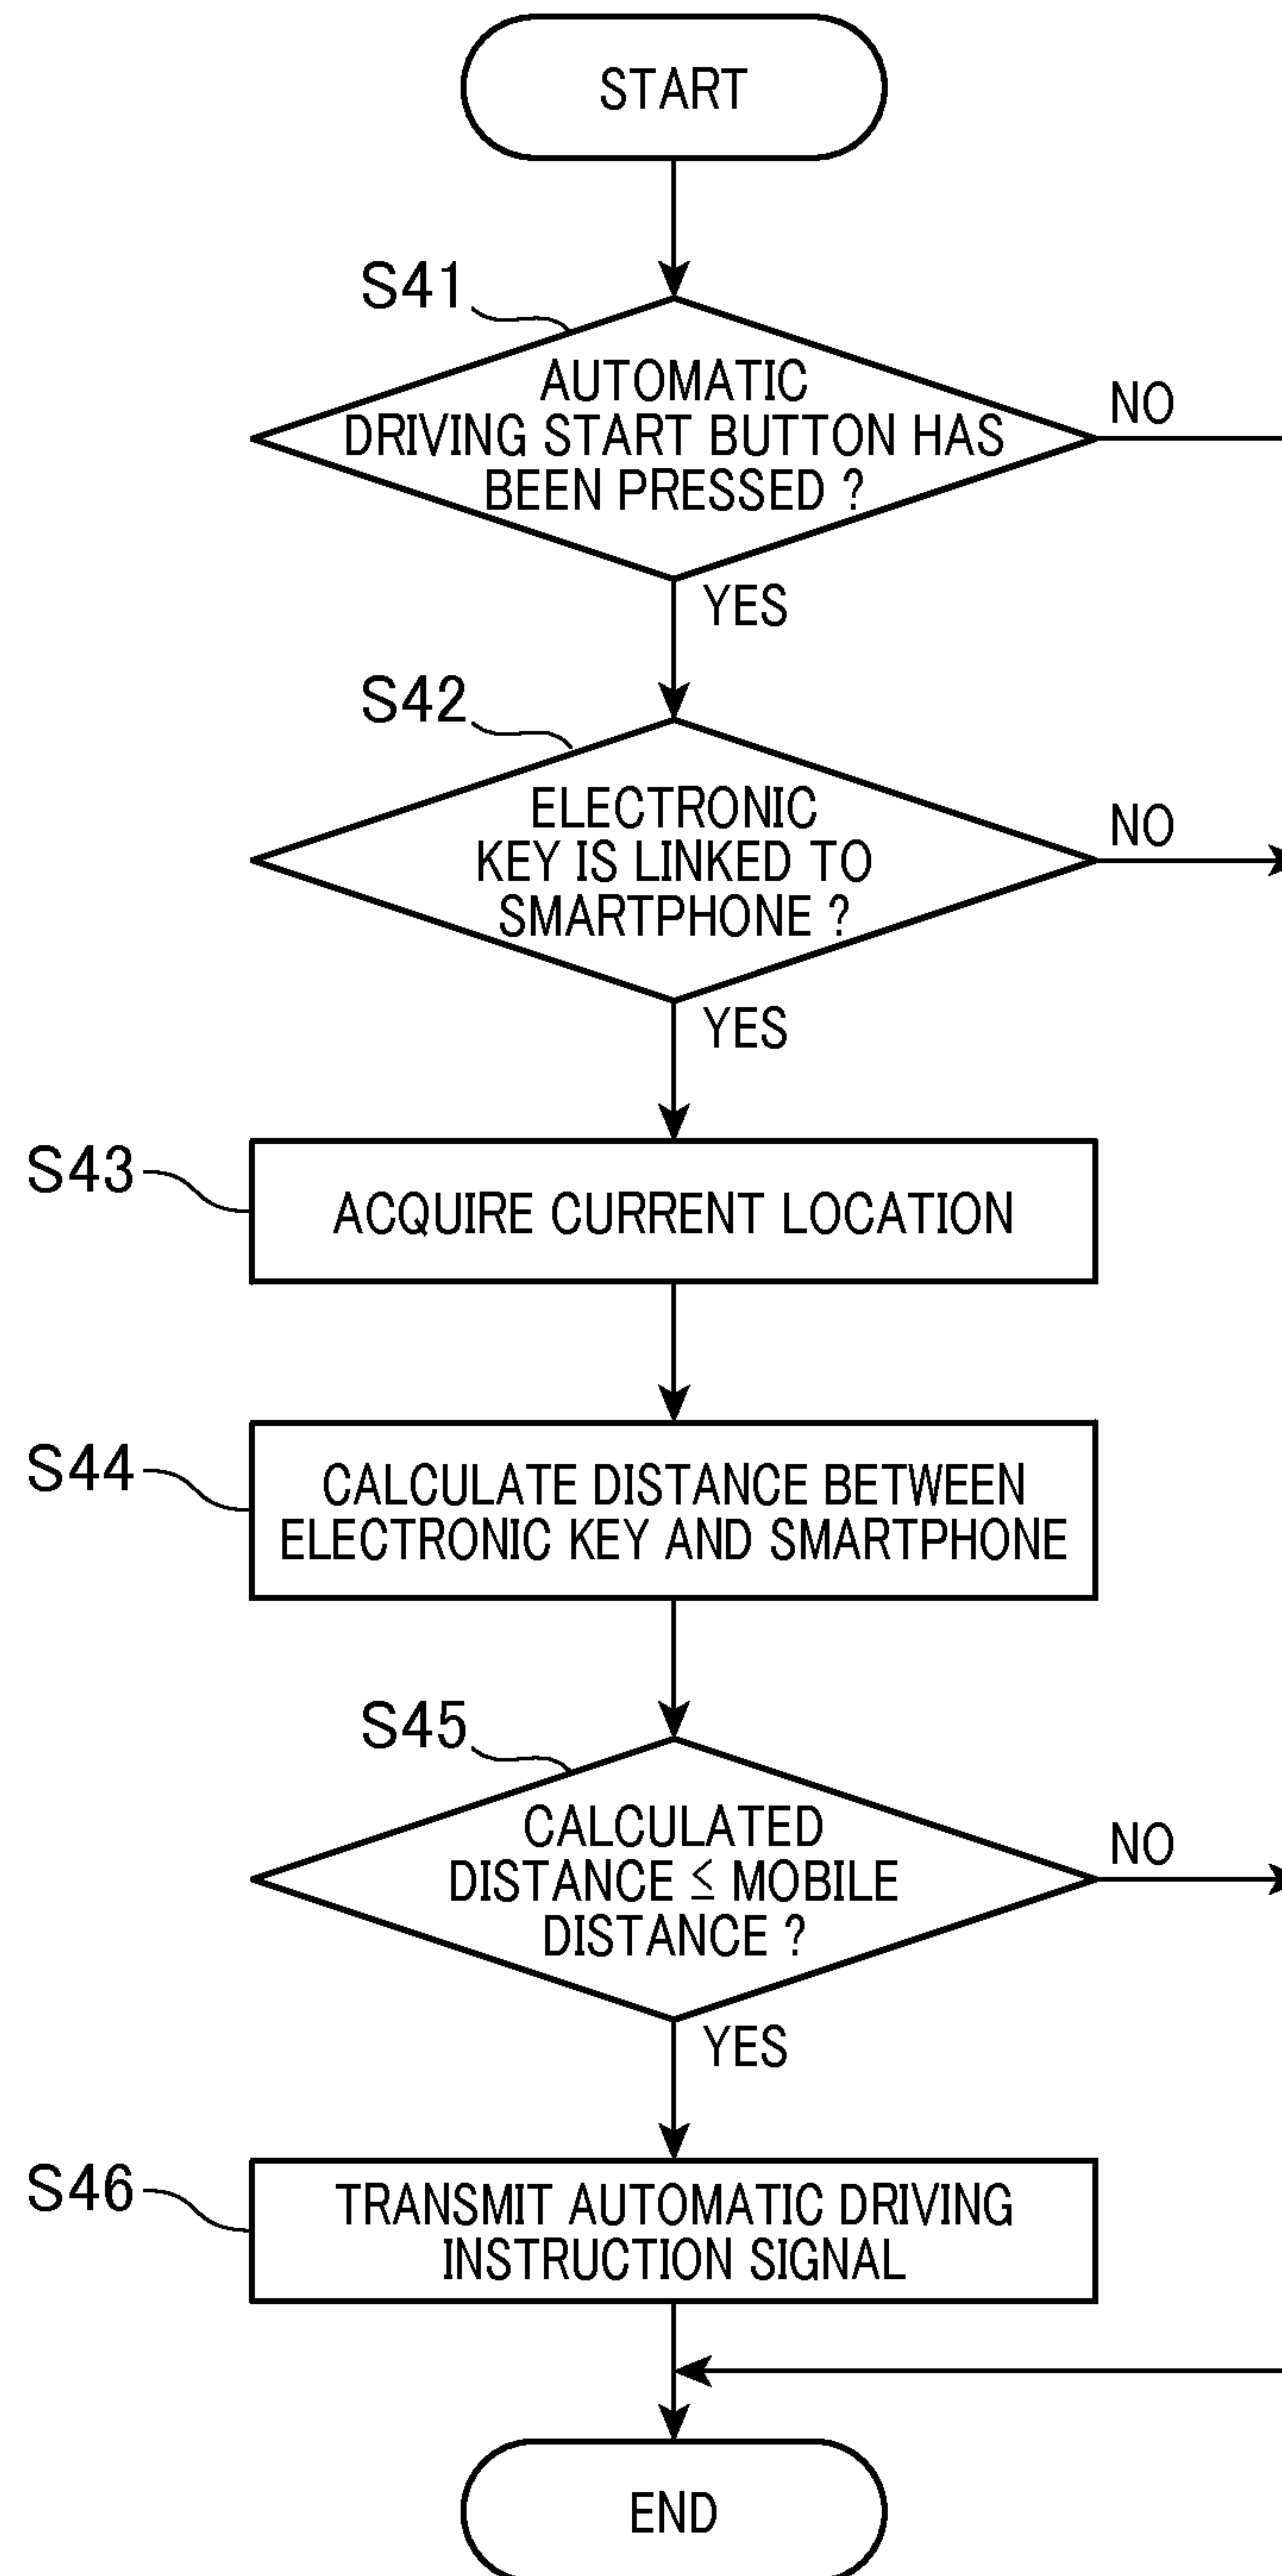 START
S41
AUTOMATIC
DRIVING START BUTTON HAS
BEEN PRESSED ?
NO
YES
S42
ELECTRONIC
KEY IS LINKED TO
SMARTPHONE ?
NO
YES
S43
ACQUIRE CURRENT LOCATION
S44
CALCULATE DISTANCE BETWEEN
ELECTRONIC KEY AND SMARTPHONE
S45
CALCULATED
DISTANCE ≤ MOBILE
DISTANCE ?
NO
YES
S46
TRANSMIT AUTOMATIC DRIVING
INSTRUCTION SIGNAL
END